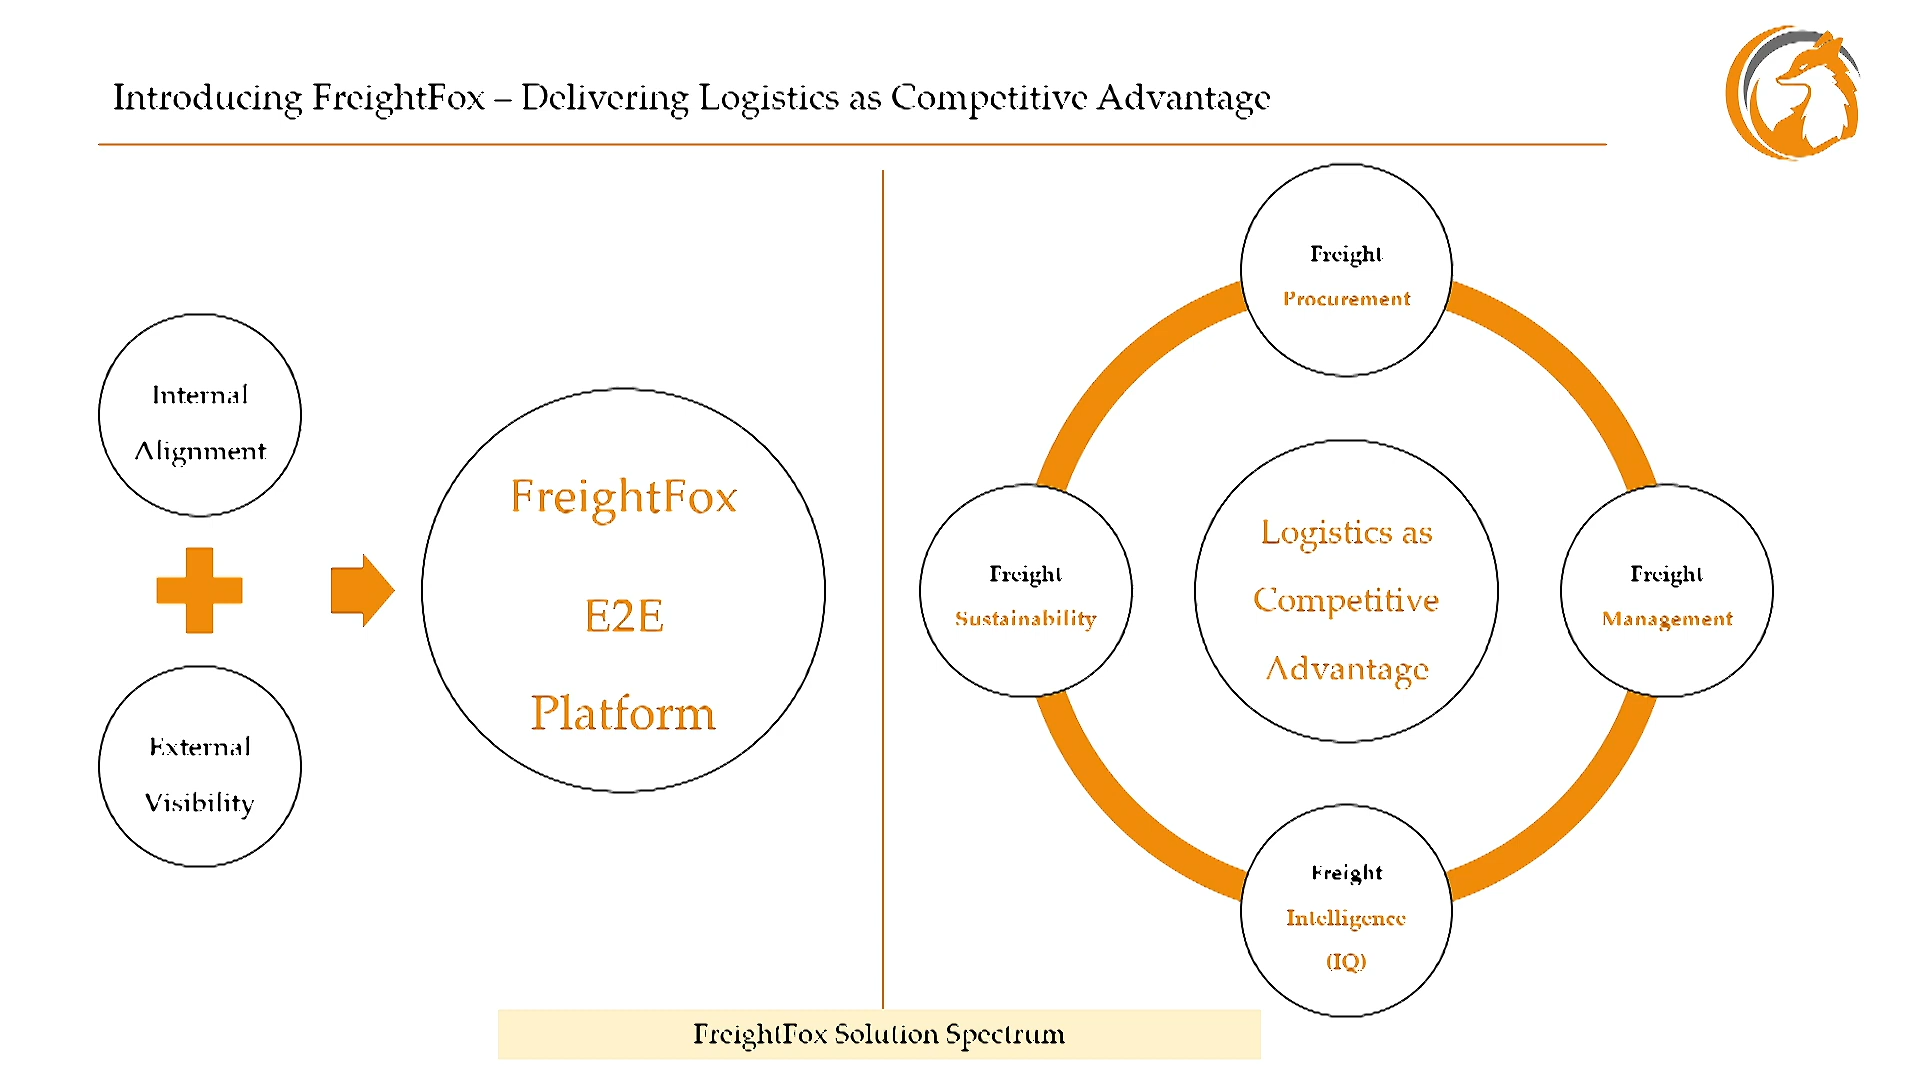 Introducing FreightFox – Delivering Logistics as Competitive Advantage
Internal
Alignment
External
Visibility
FreightFox
E2E
Platform
Freight
Procurement
Freight
Sustainability
Logistics as
Competitive
Advantage
Freight
Management
Freight
Intelligence
(IQ)
FreightFox Solution Spectrum